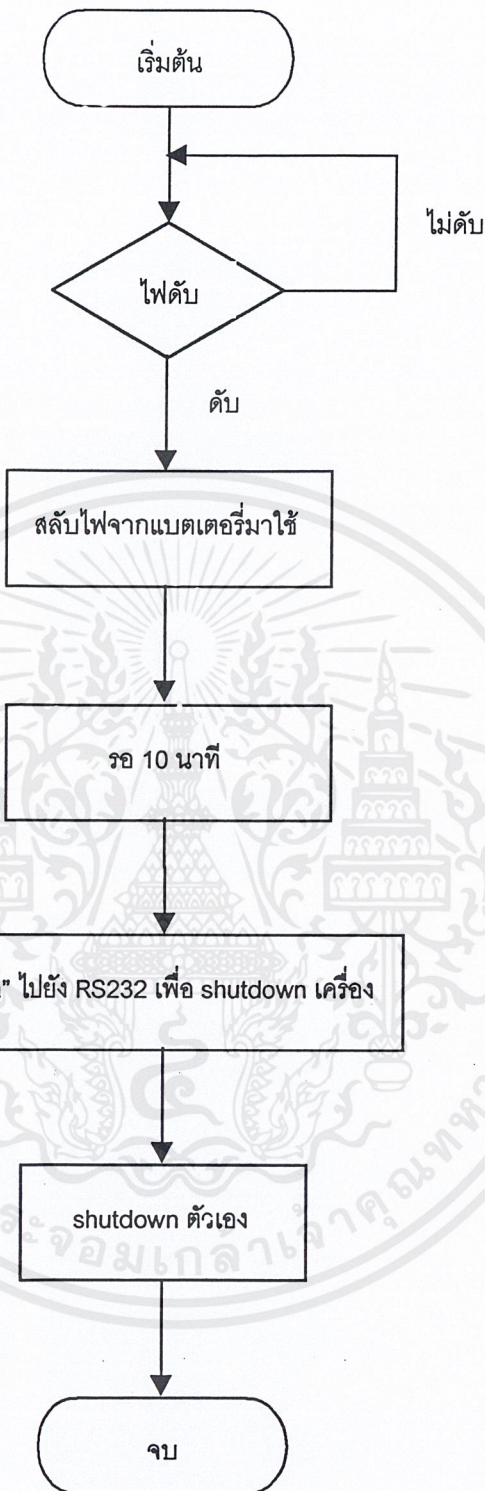 เริ่มต้น
ไม่ดับ
ไฟดับ
ดับ
สลับไฟจากแบตเตอรี่มาใช้
รอ 10 นาที
" ไปยัง RS232 เพื่อ shutdown เครื่อง
shutdown ตัวเอง
จบ